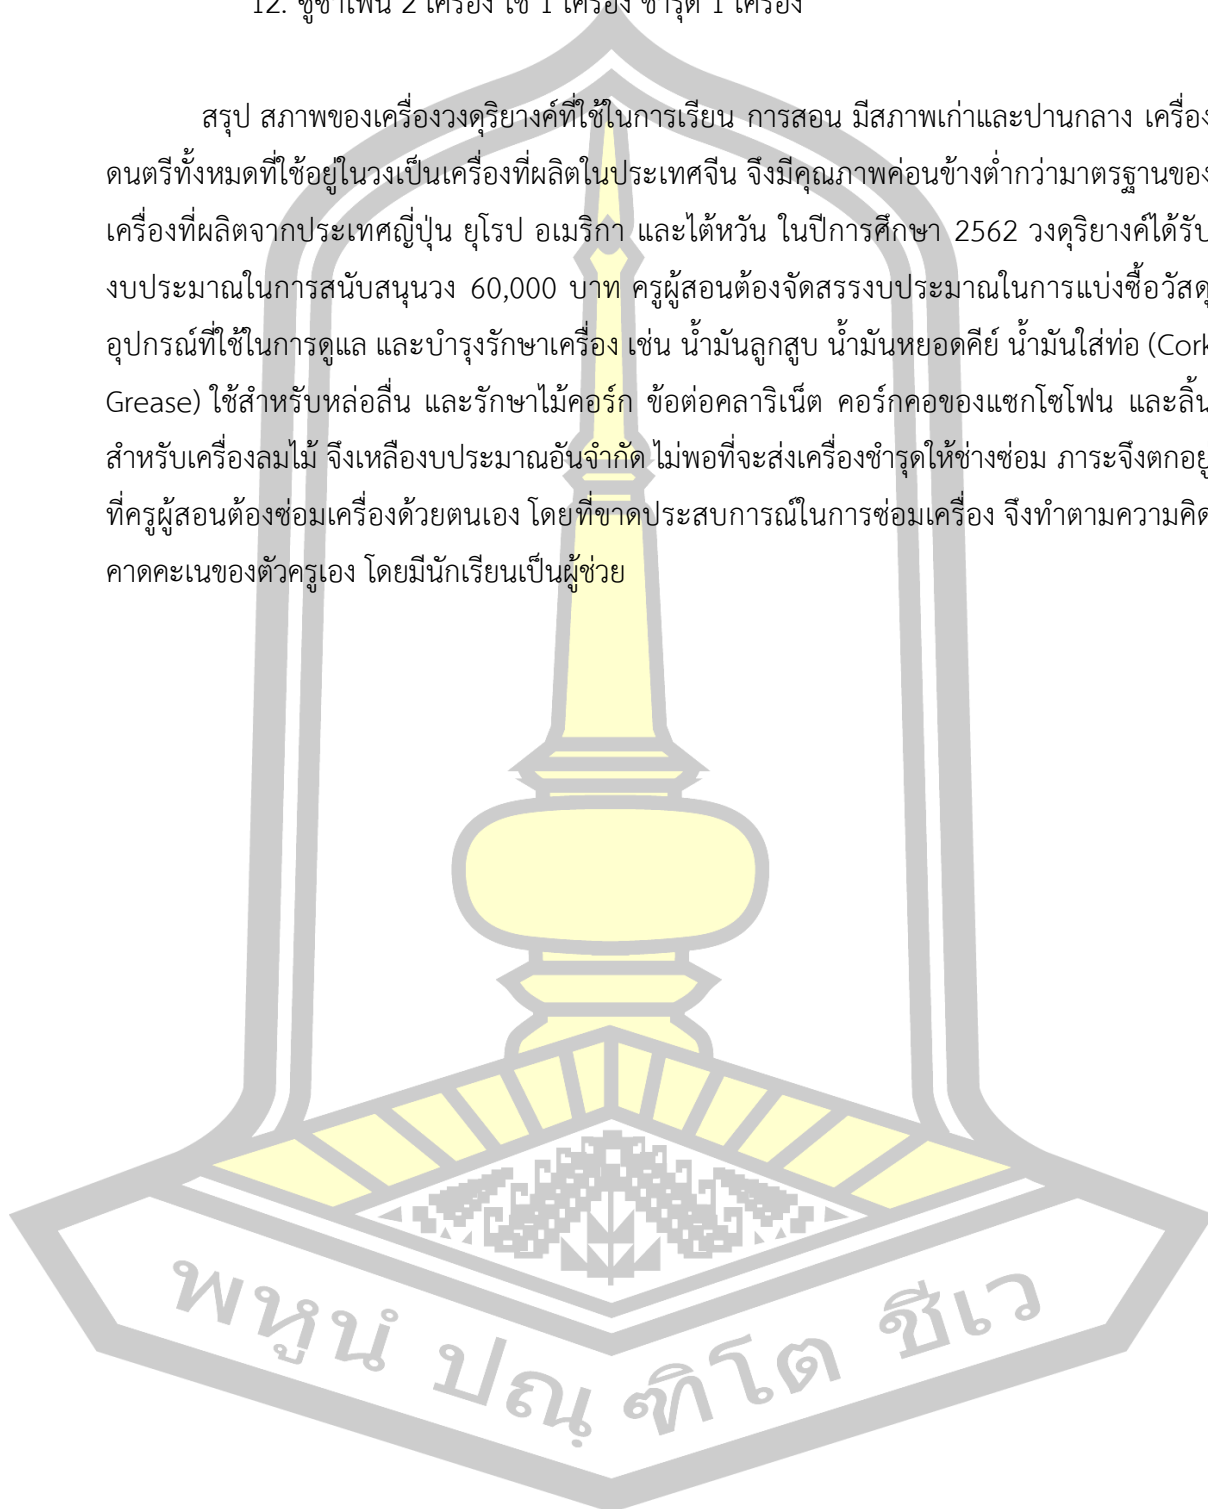 12. ซูซาโฟน 2 เครื่อง ใช้ 1 เครื่อง ชำรุด 1 เครื่อง
สรุป สภาพของเครื่องวงดุริยางค์ที่ใช้ในการเรียน การสอน มีสภาพเก่าและปานกลาง เครื่อง
ดนตรีทั้งหมดที่ใช้อยู่ในวงเป็นเครื่องที่ผลิตในประเทศจีน จึงมีคุณภาพค่อนข้างต่ำกว่ามาตรฐานของ
เครื่องที่ผลิตจากประเทศญี่ปุ่น ยุโรป อเมริกา และไต้หวัน ในปีการศึกษา 2562 วงดุริยางค์ได้รับ
งบประมาณในการสนับสนุนวง 60,000 บาท ครูผู้สอนต้องจัดสรรงบประมาณในการแบ่งซื้อวัสดุ
อุปกรณ์ที่ใช้ในการดูแล และบำรุงรักษาเครื่อง เช่น น้ำมันลูกสูบ น้ำมันหยอดคีย์ น้ำมันใส่ท่อ (Cork
Grease) ใช้สำหรับหล่อลื่น และรักษาไม้คอร์ก ข้อต่อคลาริเน็ต คอร์กคอของแซกโซโฟน และลิ้น
สำหรับเครื่องลมไม้ จึงเหลืองบประมาณอันจำกัด ไม่พอที่จะส่งเครื่องชำรุดให้ช่างซ่อม ภาระจึงตกอยู่
ที่ครูผู้สอนต้องซ่อมเครื่องด้วยตนเอง โดยที่ขาดประสบการณ์ในการซ่อมเครื่อง จึงทำตามความคิด
คาดคะเนของตัวครูเอง โดยมีนักเรียนเป็นผู้ช่วย
พหูนํ ปณฺ ฑิโต ชีเว